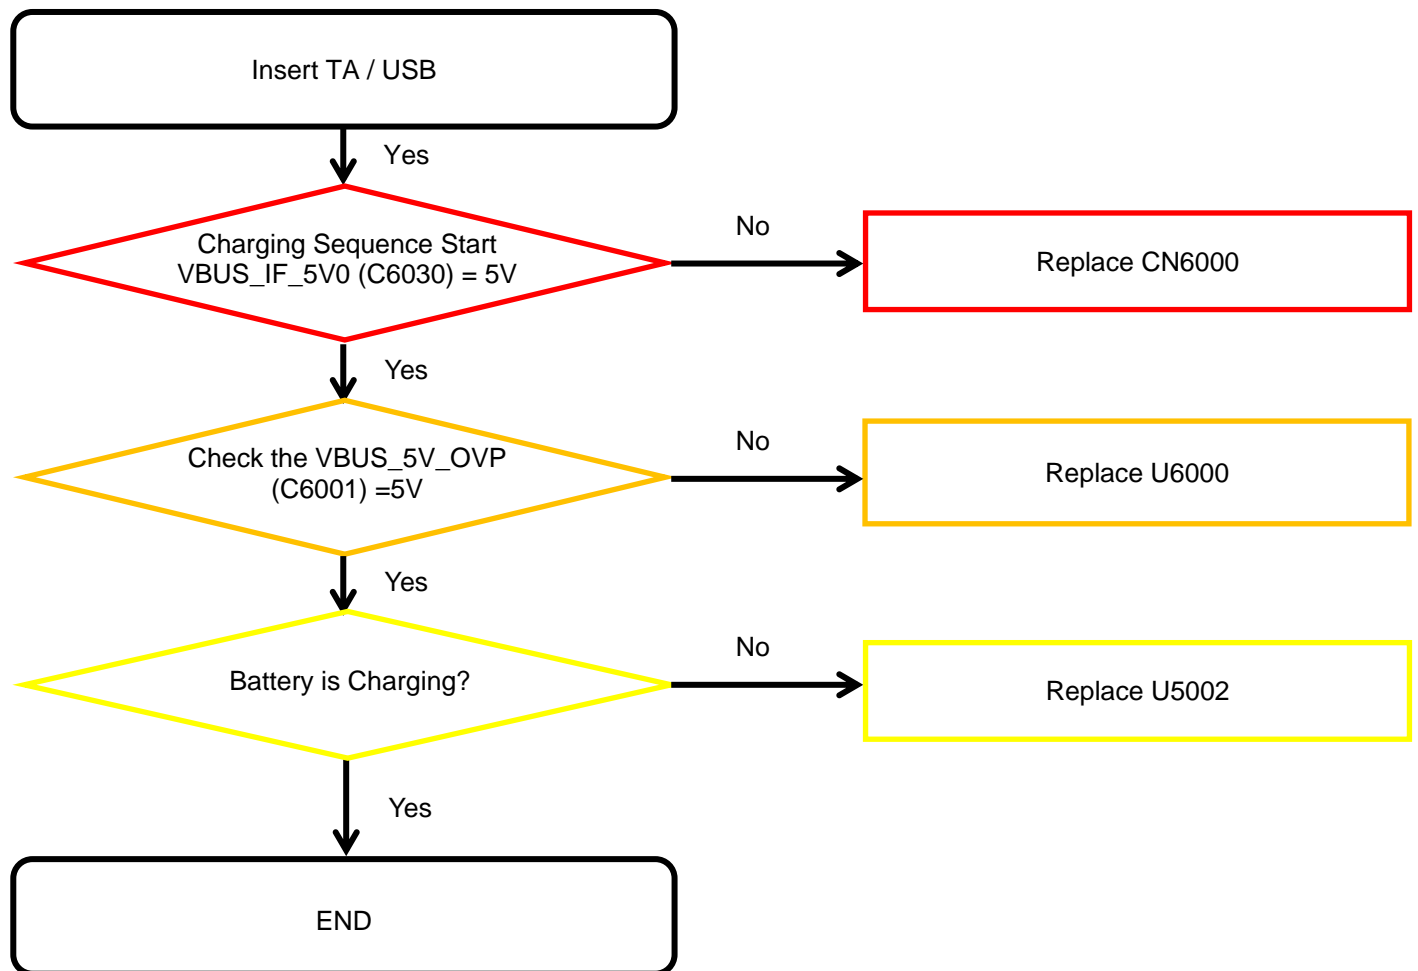 Insert TA / USB
Yes
Charging Sequence Start
VBUS_IF_5V0 (C6030) = 5V
No
Replace CN6000
Yes
Check the VBUS_5V_OVP
(C6001) =5V
No
Replace U6000
Yes
Battery is Charging?
No
Replace U5002
Yes
END